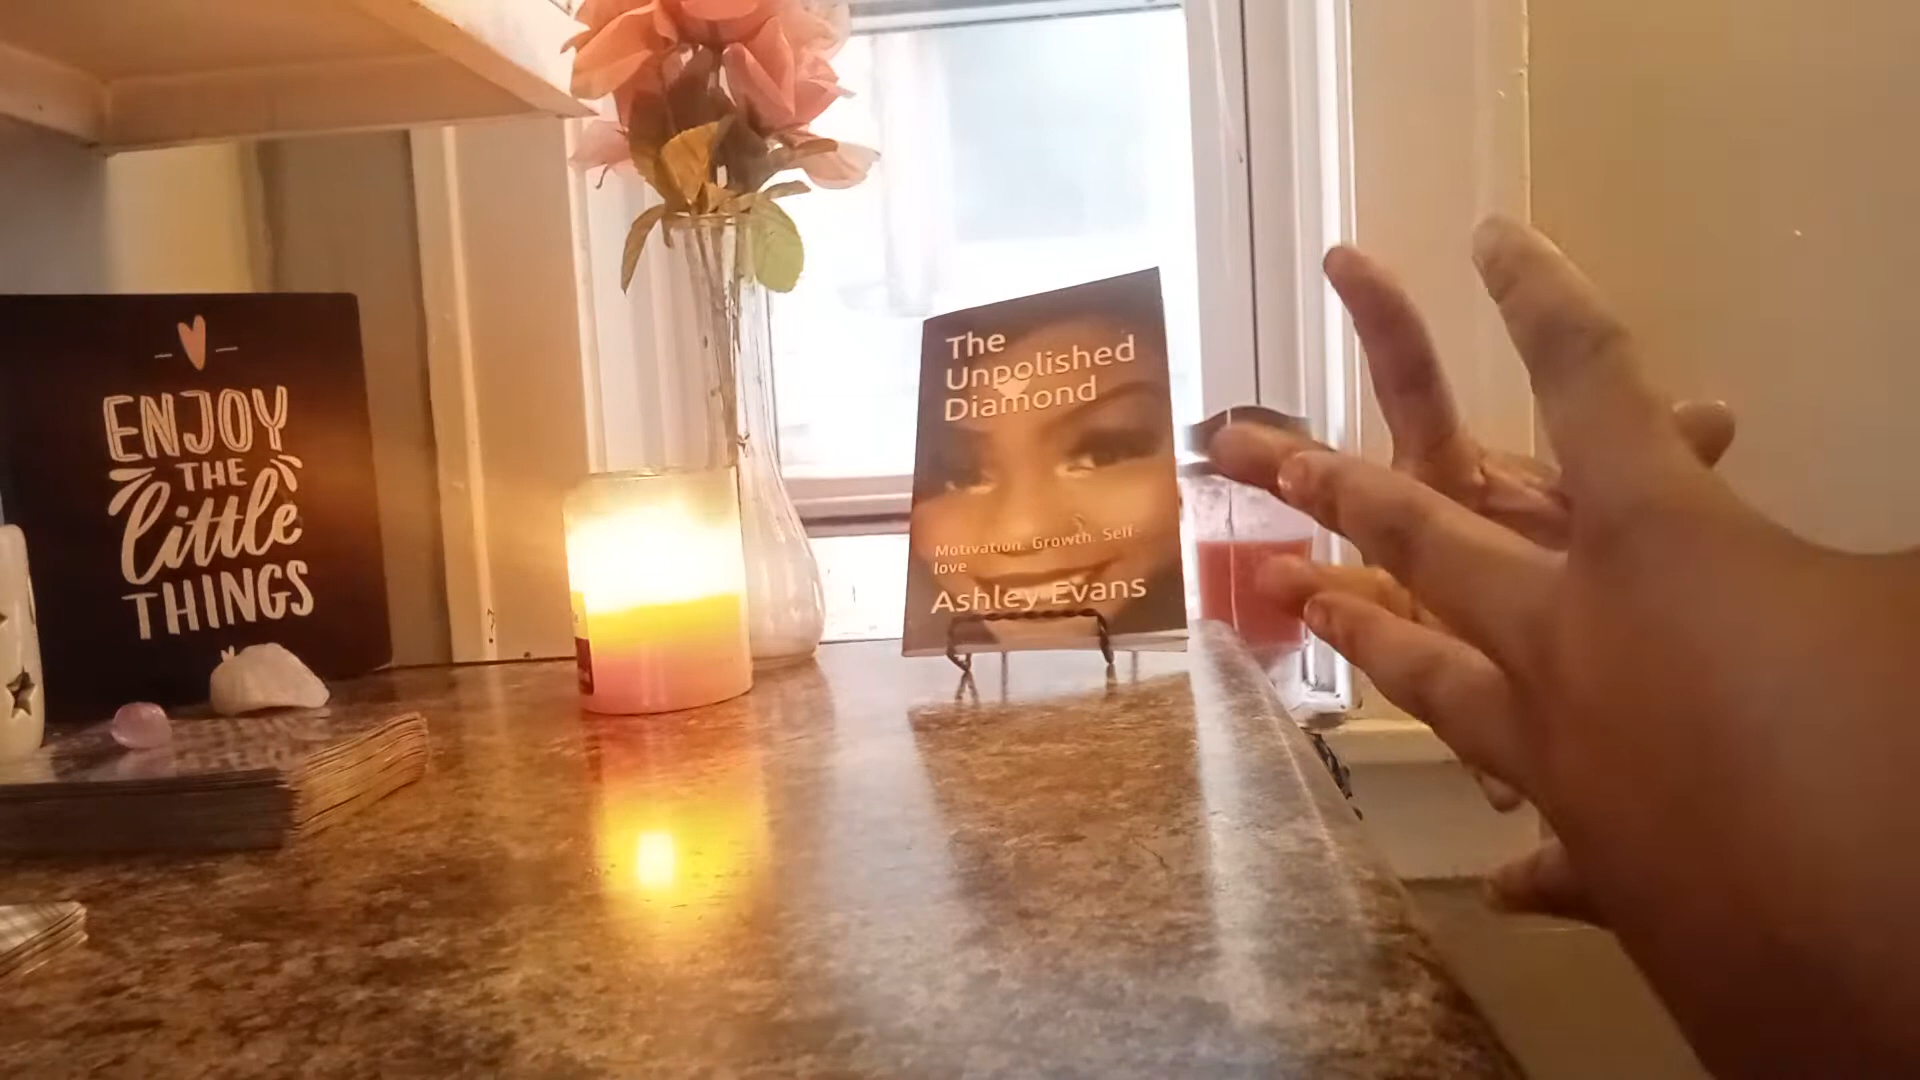 ENJOY
THE
little
THINGS
The
Unpolished
Diamond
Motivation. Growth. Self-
love
Ashley Evans